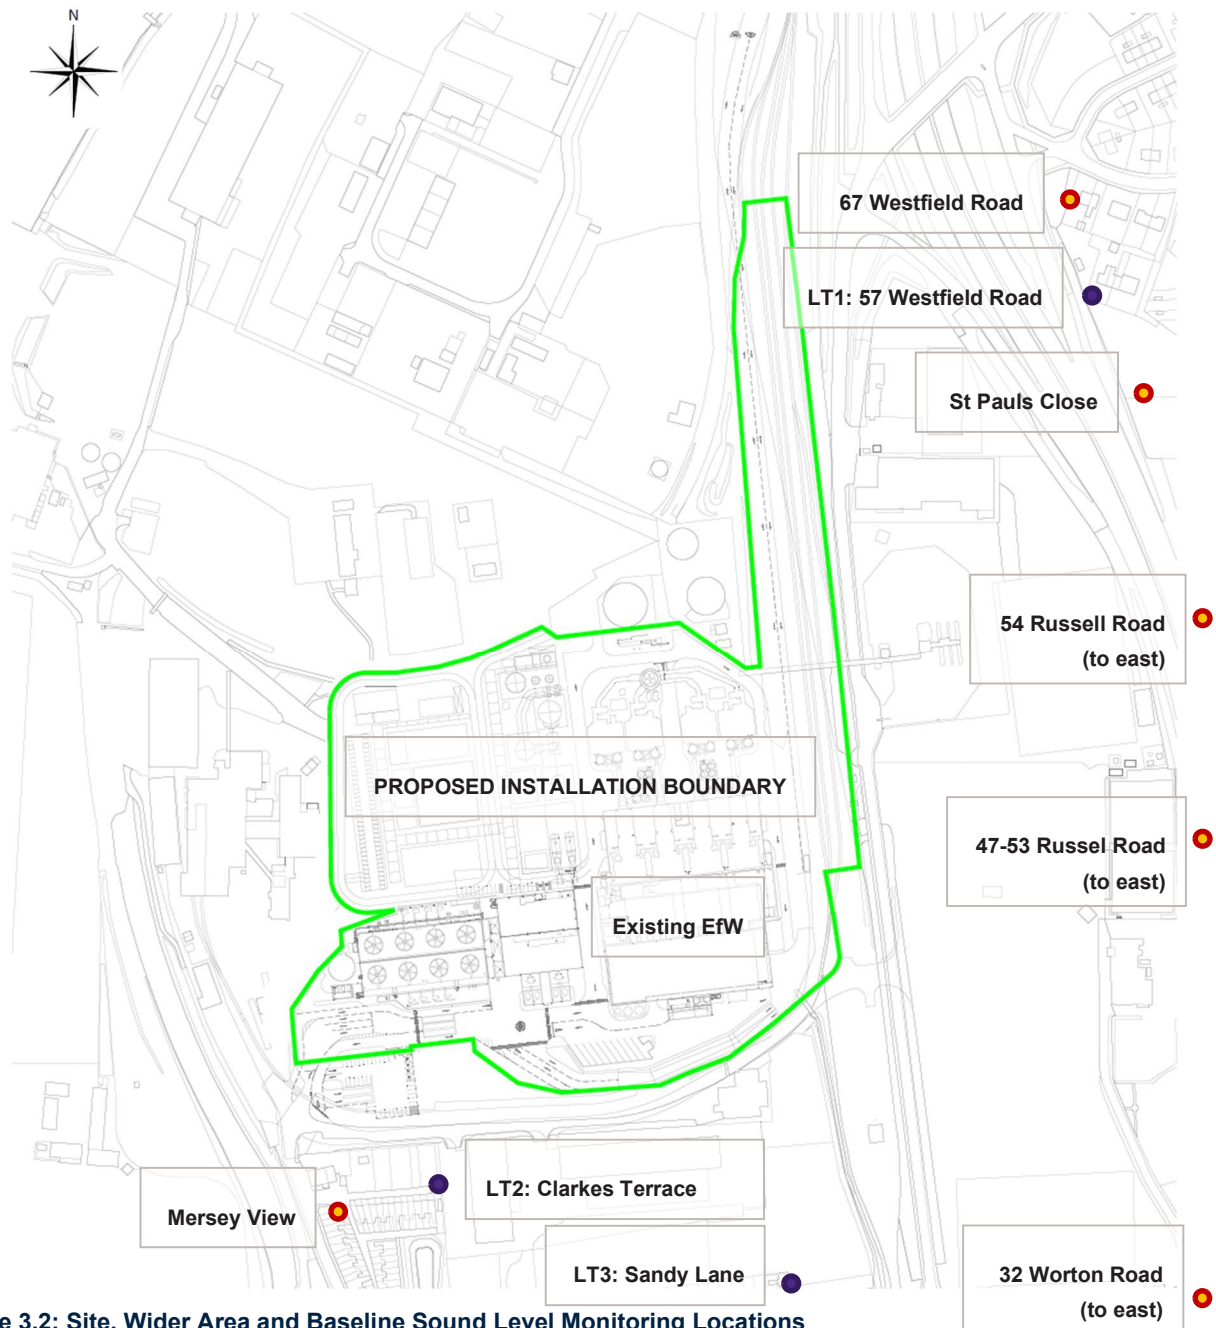 N
67 Westfield Road
LT1: 57 Westfield Road
St Pauls Close
54 Russell Road
(to east)
PROPOSED INSTALLATION BOUNDARY
47-53 Russel Road
(to east)
Existing EfW
LT2: Clarkes Terrace
Mersey View
LT3: Sandy Lane
32 Worton Road
(to east)
e 3.2: Site, Wider Area and Baseline Sound Level Monitoring Locations